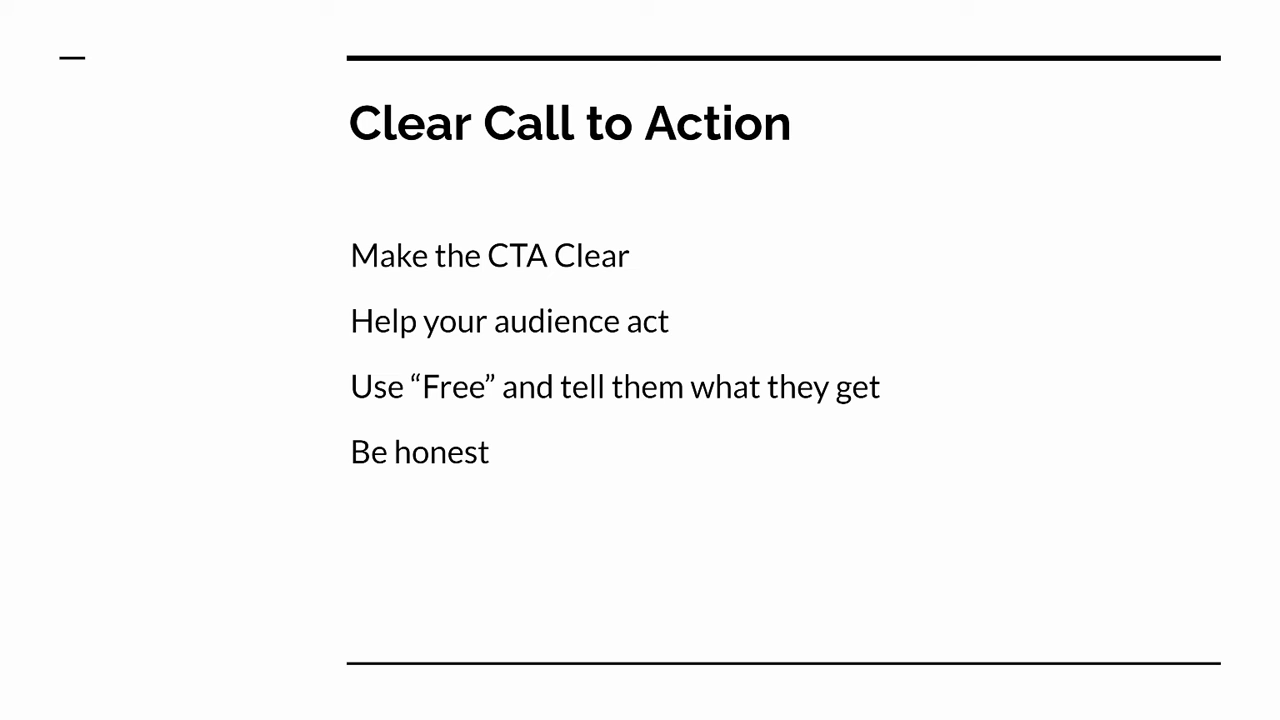 Clear Call to Action
Make the CTA Clear
Help your audience act
Use “Free” and tell them what they get
Be honest